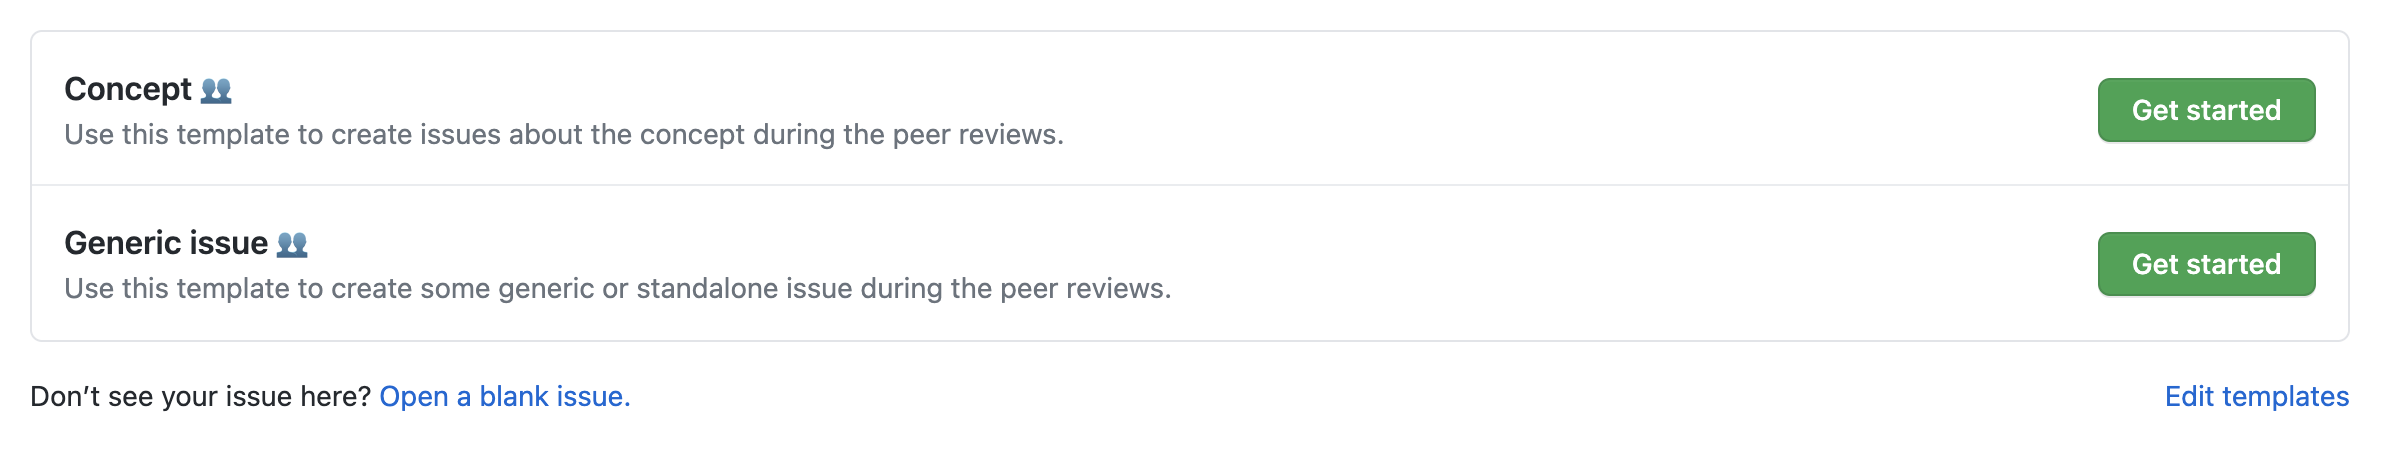 Concept 👥
Use this template to create issues about the concept during the peer reviews.
Get started
Generic issue 👥
Use this template to create some generic or standalone issue during the peer reviews.
Get started
Don’t see your issue here? Open a blank issue.
Edit templates